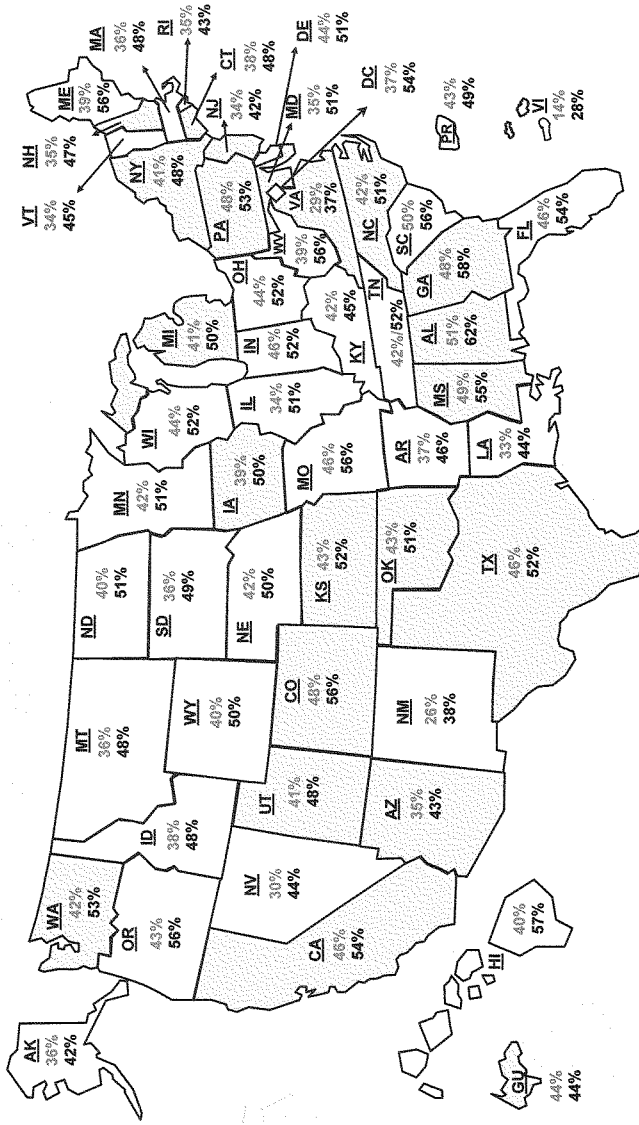 AK
36%
42%
WA
42%
53%
OR
43%
56%
CA
46%
54%
NV
30%
44%
ID
38%
48%
MT
36%
48%
WY
40%
50%
UT
41%
48%
AZ
35%
43%
CO
48%
56%
NM
26%
38%
ND
40%
51%
SD
36%
49%
NE
42%
50%
KS 43%
52%
OK 43%
51%
TX
46%
52%
MN
42%
51%
IA
39%
50%
MO
46%
56%
AR
37%
46%
LA
33%
44%
WI
44%
52%
IL
34%
51%
MI
41%
50%
IN
46%
52%
OH
44%
52%
KY
42%
45%
TN
42%/52%
MS
49%
55%
AL
51%
62%
GA
48%
58%
FL
46%
54%
SC 50%
56%
NC
42%
51%
VA
29%
37%
WV
39%
56%
PA
48%
53%
NY
41%
48%
VT
34%
45%
NH
35%
47%
ME
39%
56%
MA
36%
48%
RI
35%
43%
CT
38%
48%
NJ
34%
42%
DE
44%
51%
MD
35%
51%
DC
37%
54%
PR
43%
49%
VI
14%
28%
HI
40%
57%
GU
44%
44%